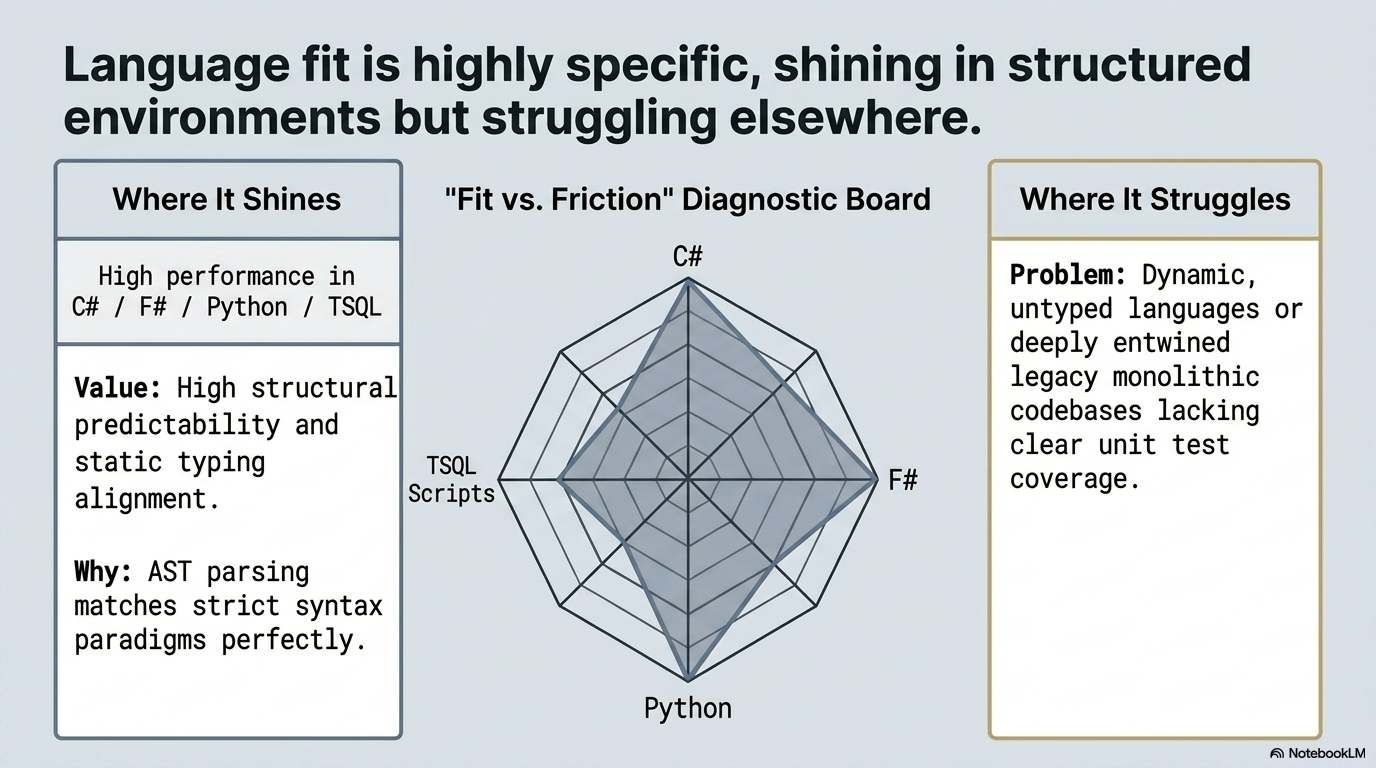 Language fit is highly specific, shining in structured
environments but struggling elsewhere.
Where It Shines
High performance in
C# / F# / Python / TSQL
Value: High structural
predictability and
static typing
alignment.
Why: AST parsing
matches strict syntax
paradigms perfectly.
"Fit vs. Friction" Diagnostic Board
C#
TSQL
Scripts
F#
Python
Where It Struggles
Problem: Dynamic,
untyped languages or
deeply entwined
legacy monolithic
codebases lacking
clear unit test
coverage.
NotebookLM